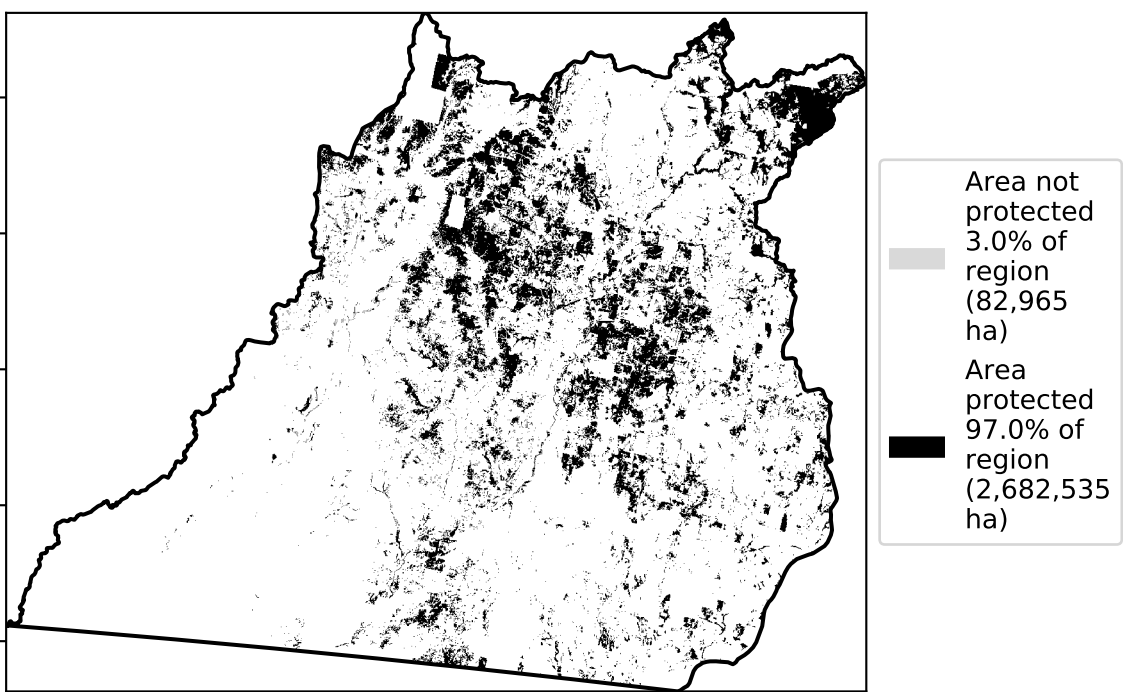 Area not
protected
3.0% of
region
(82,965
ha)
Area
protected
97.0% of
region
(2,682,535
ha)